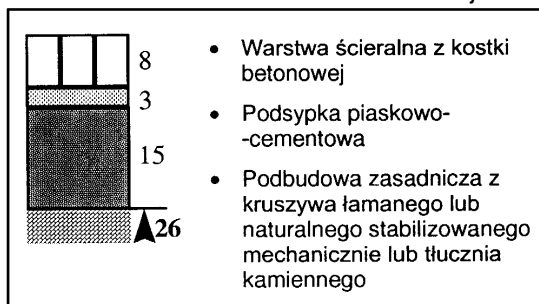 8
3
15
26
• Warstwa ścieralna z kostki
betonowej
• Podsypka piaskowo-
-cementowa
• Podbudowa zasadnicza z
kruszywa łamanego lub
naturalnego stabilizowanego
mechanicznie lub tłucznia
kamiennego